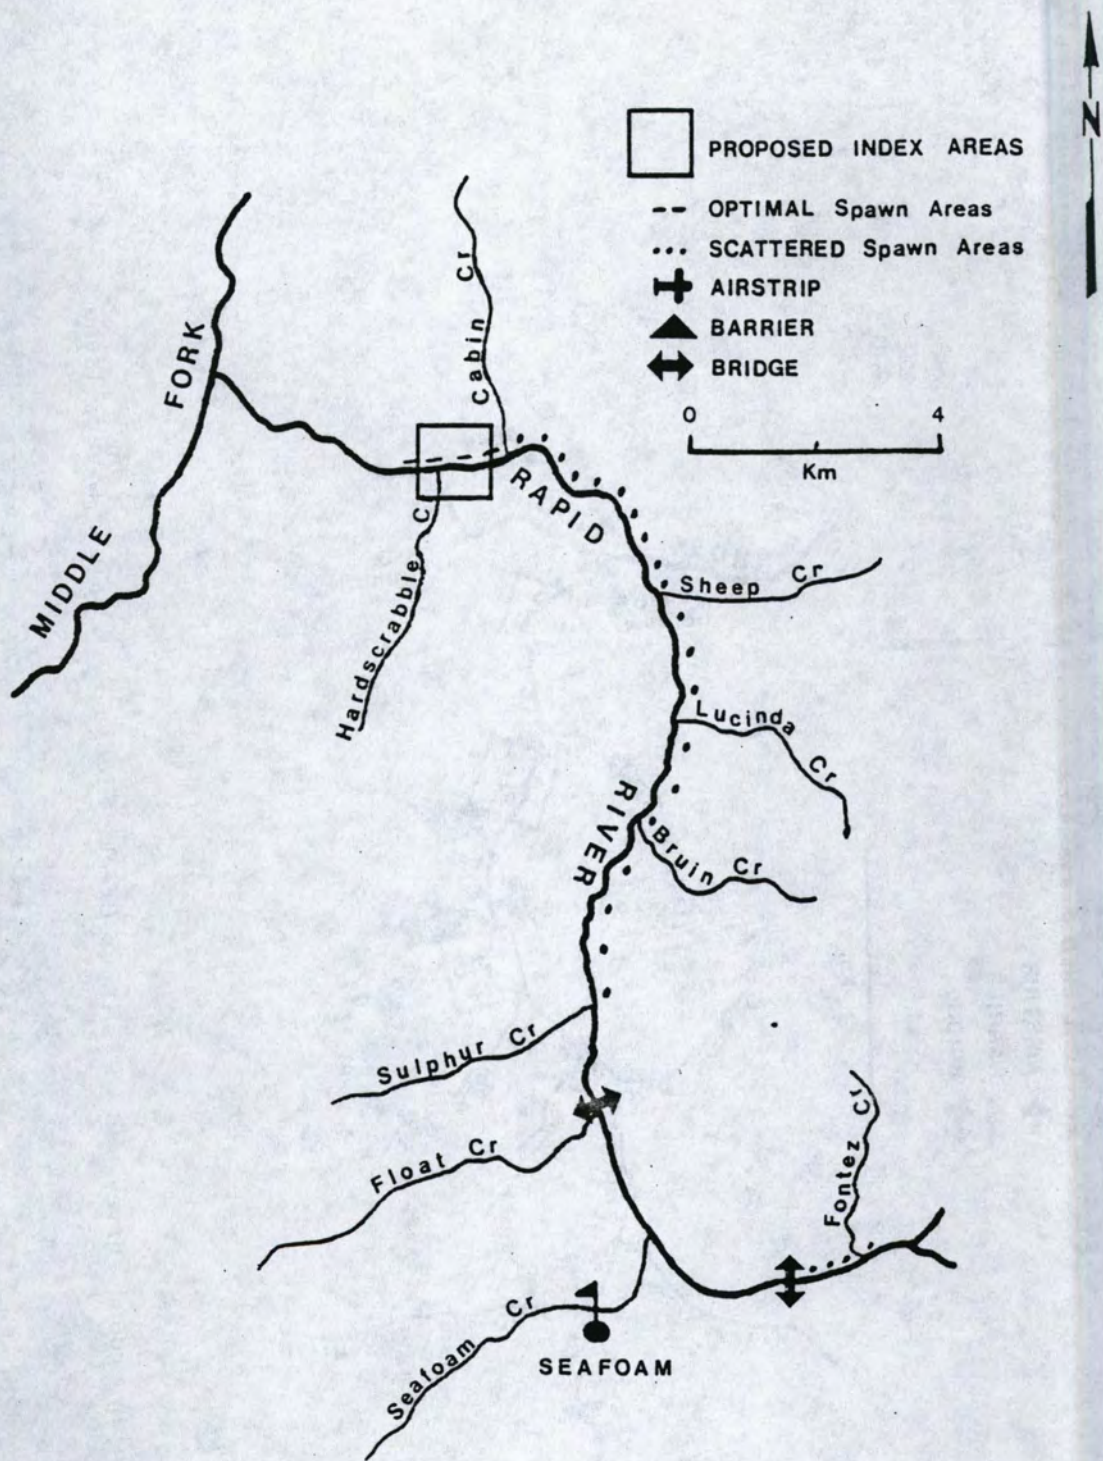 N
PROPOSED INDEX AREAS
-- OPTIMAL Spawn Areas
... SCATTERED Spawn Areas
AIRSTRIP
BARRIER
BRIDGE
0 4
Km
Cabin Cr
MIDDLE FORK
RAPID RIVER
Hardscrabble C
Sheep Cr
Lucinda Cr
Bruin Cr
Sulphur Cr
Float Cr
Fontez Cr
Seafoam Cr
SEAFOAM